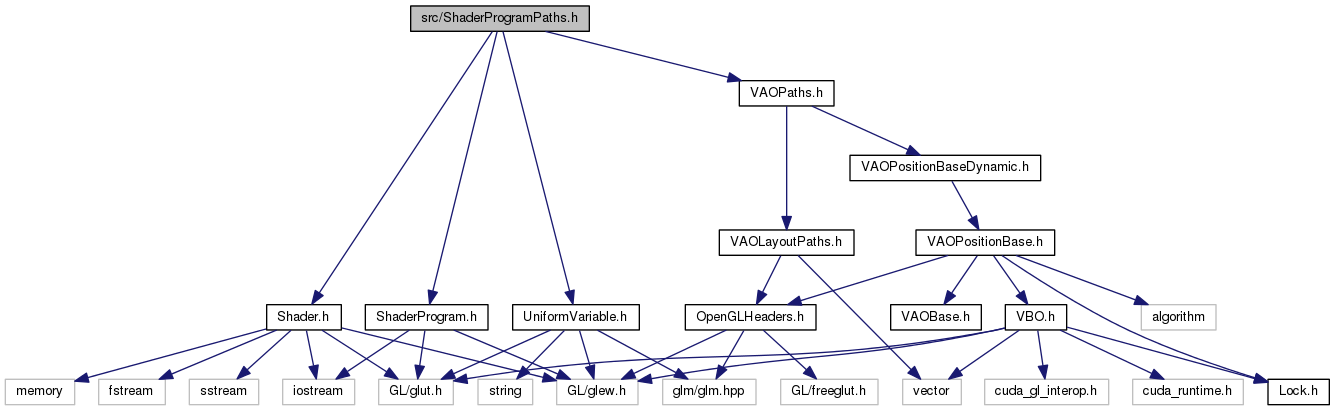 src/ShaderProgramPaths.h
VAOPaths.h
VAOPositionBaseDynamic.h
VAOLayoutPaths.h
VAOPositionBase.h
Shader.h
ShaderProgram.h
UniformVariable.h
OpenGLHeaders.h
VAOBase.h
VBO.h
algorithm
memory
fstream
sstream
iostream
GL/glut.h
string
GL/glew.h
glm/glm.hpp
GL/freeglut.h
vector
cuda_gl_interop.h
cuda_runtime.h
Lock.h